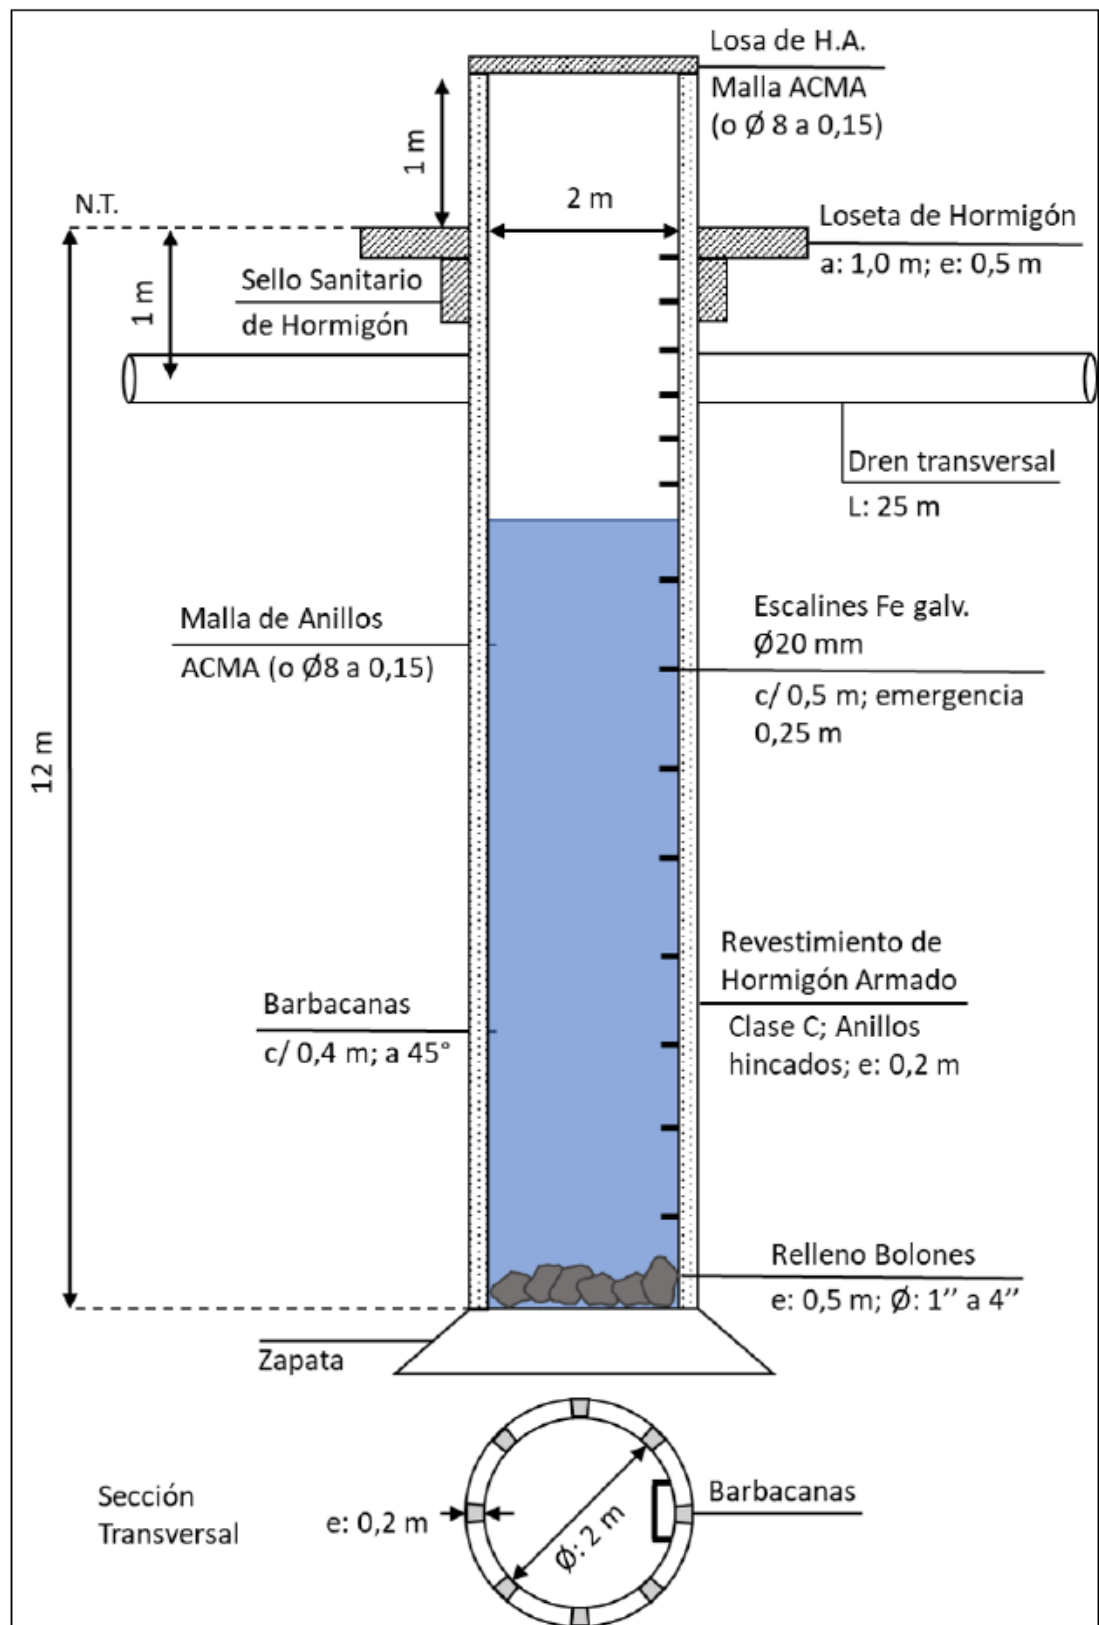 Losa de H.A.
Malla ACMA
(o Ø 8 a 0,15)
1 m
N.T.
2 m
Loseta de Hormigón
a: 1,0 m; e: 0,5 m
Sello Sanitario
de Hormigón
1 m
Dren transversal
L: 25 m
Malla de Anillos
ACMA (o Ø8 a 0,15)
Escalines Fe galv.
Ø20 mm
c/ 0,5 m; emergencia
0,25 m
12 m
Revestimiento de
Hormigón Armado
Clase C; Anillos
hincados; e: 0,2 m
Barbacanas
c/ 0,4 m; a 45°
Relleno Bolones
e: 0,5 m; Ø: 1’’ a 4’’
Zapata
Sección
Transversal
e: 0,2 m
Ø: 2 m
Barbacanas